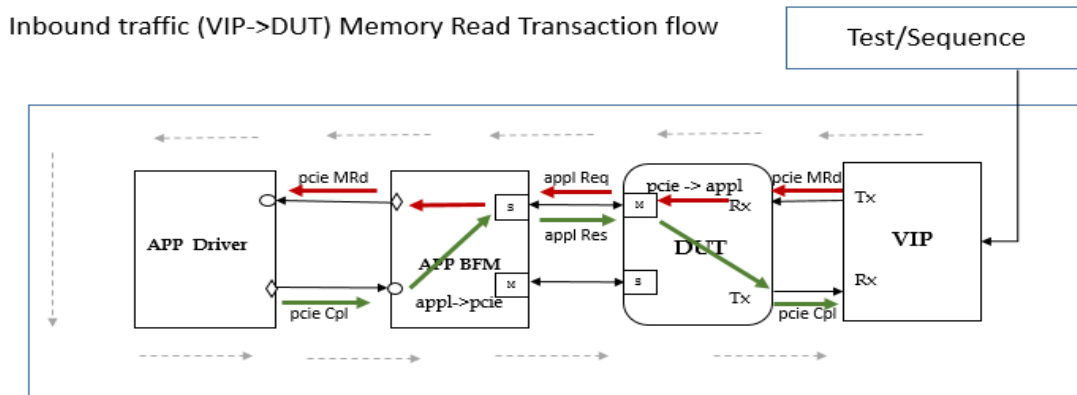 Inbound traffic (VIP->DUT) Memory Read Transaction flow
Test/Sequence
pcie MRd
appl Req
pcie -> appl
pcie MRd
S
M
Rx
Tx
APP Driver
appl Res
DUT
VIP
APP BFM
M
S
Rx
appl->pcie
Tx
pcie Cpl
pcie Cpl